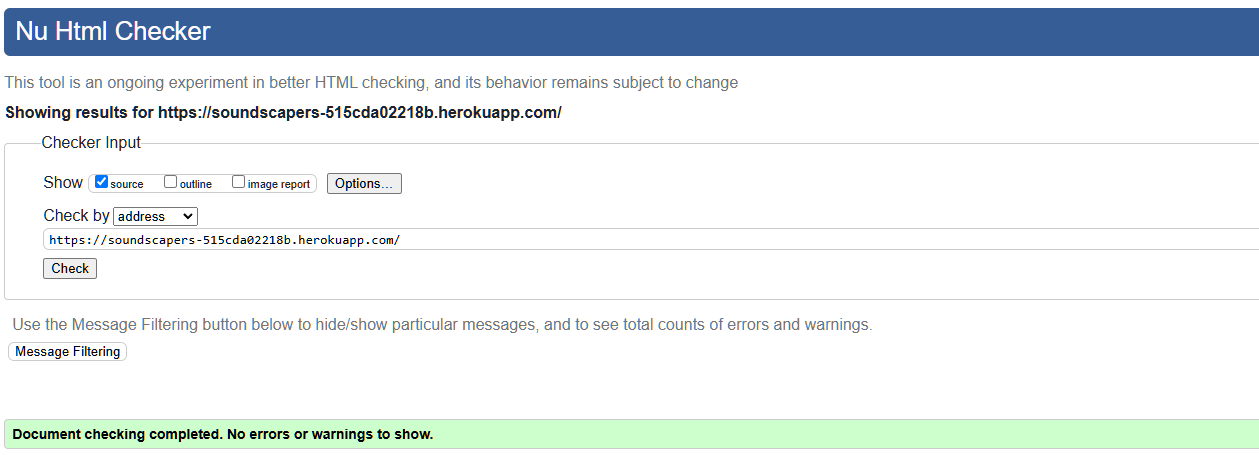 Nu Html Checker
This tool is an ongoing experiment in better HTML checking, and its behavior remains subject to change
Showing results for https://soundscapers-515cda02218b.herokuapp.com/
Checker Input
Show source outline image report Options...
Check by address
https://soundscapers-515cda02218b.herokuapp.com/
Check
Use the Message Filtering button below to hide/show particular messages, and to see total counts of errors and warnings.
Message Filtering
Document checking completed. No errors or warnings to show.